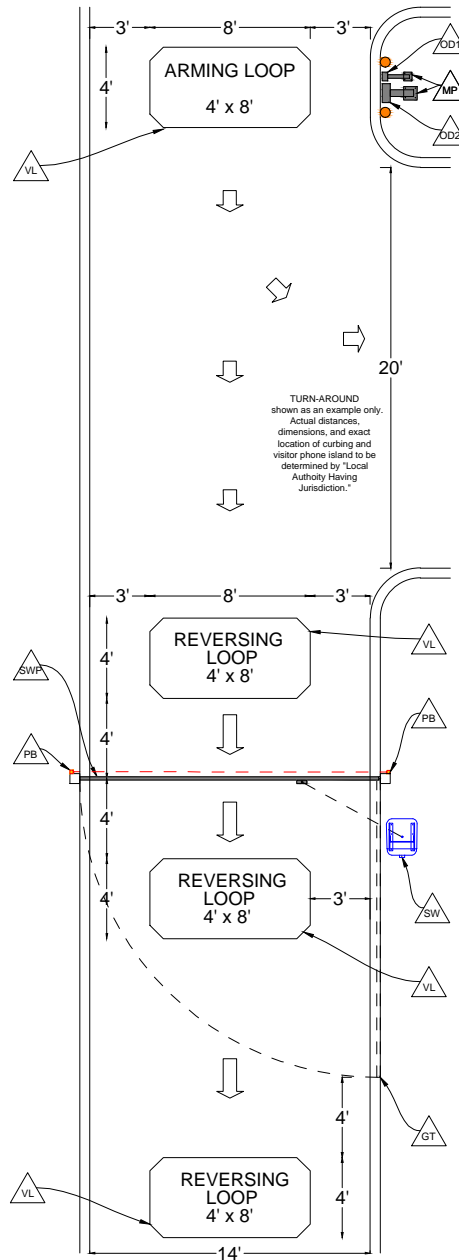 3' 8' 3'
OD1
4'
ARMING LOOP
4' x 8'
MP
OD2
VL
20'
TURN-AROUND
shown as an example only.
Actual distances,
dimensions, and exact
location of curbing and
visitor phone island to be
determined by "Local
Authoity Having
Jurisdiction."
3' 8' 3'
4'
REVERSING
LOOP
4' x 8'
VL
SWP
4'
PB
PB
4'
SW
4'
REVERSING
LOOP
4' x 8'
3'
VL
4'
GT
VL
REVERSING
LOOP
4' x 8'
4'
14'